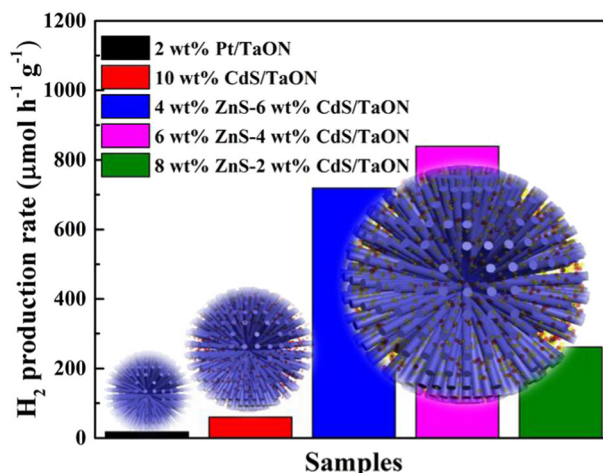 H₂ production rate (μmol h⁻¹ g⁻¹)
1200
1000
800
600
400
200
0
2 wt% Pt/TaON
10 wt% CdS/TaON
4 wt% ZnS-6 wt% CdS/TaON
6 wt% ZnS-4 wt% CdS/TaON
8 wt% ZnS-2 wt% CdS/TaON
Samples